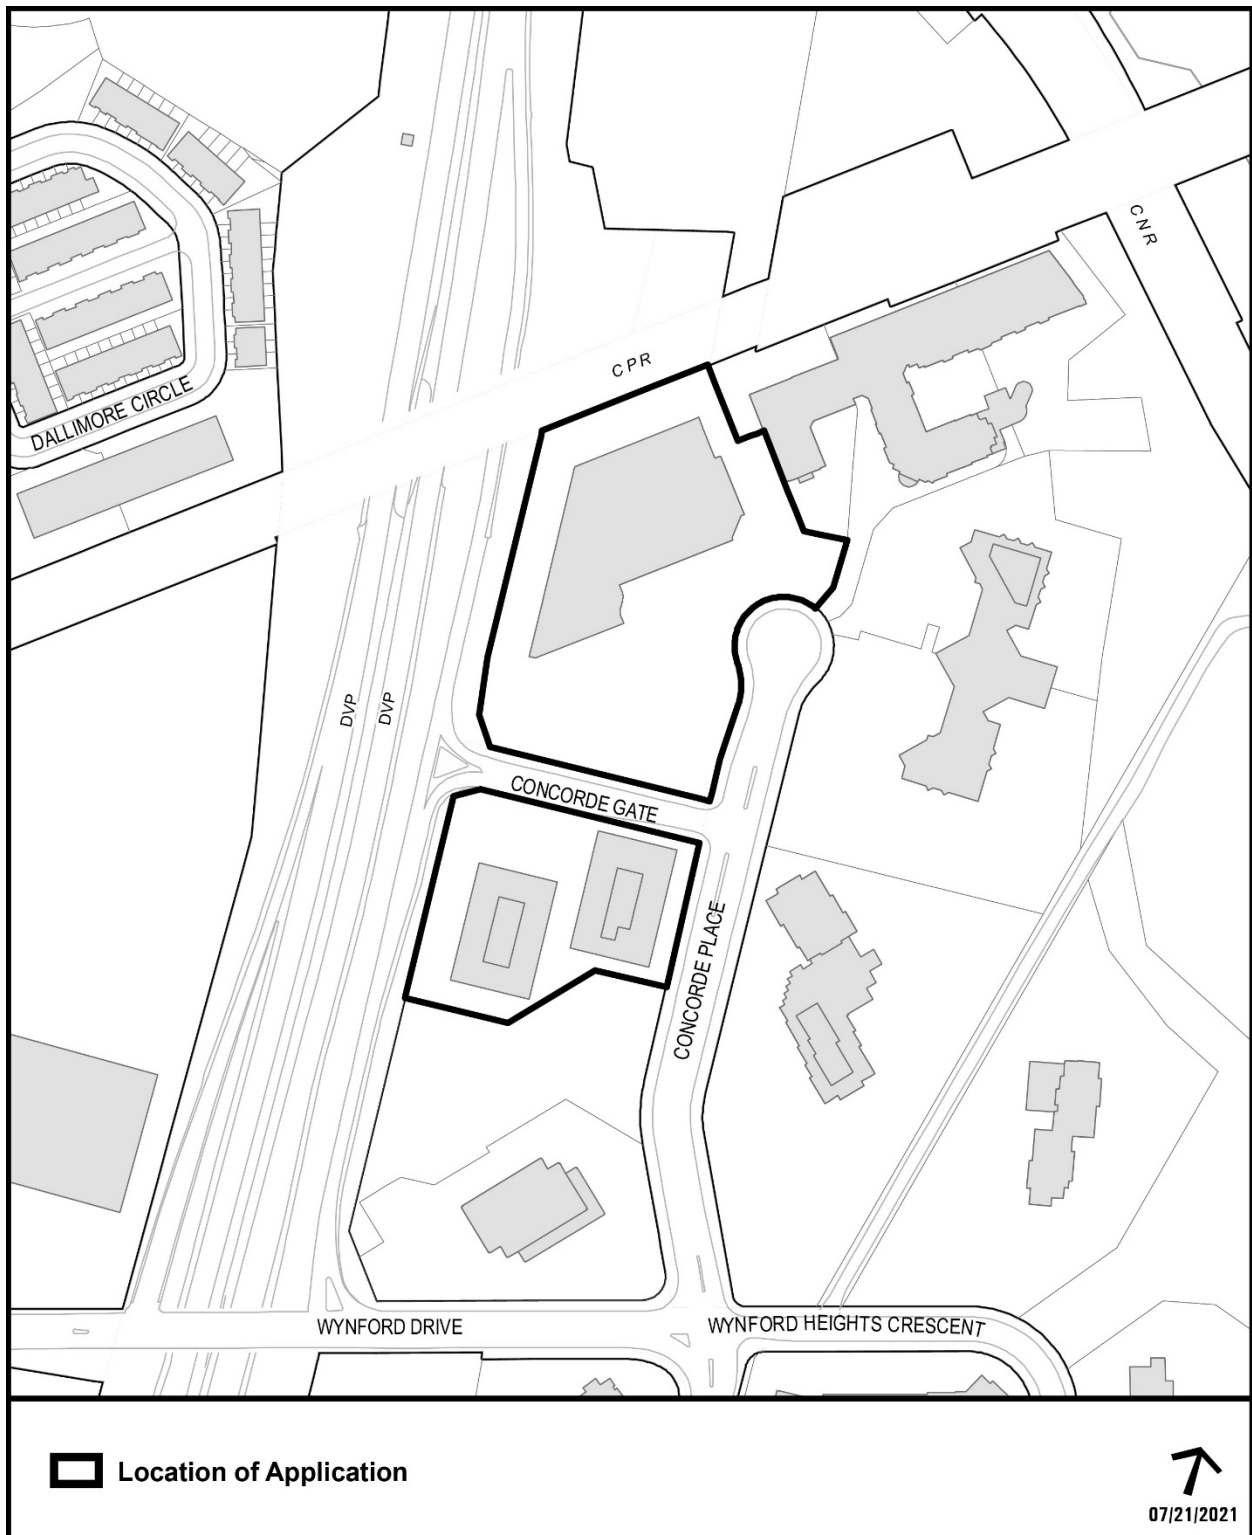 CNR
CPR
DALLIMORE CIRCLE
DVP
DVP
CONCORDE GATE
CONCORDE PLACE
WYNFORD DRIVE
WYNFORD HEIGHTS CRESCENT
Location of Application
07/21/2021